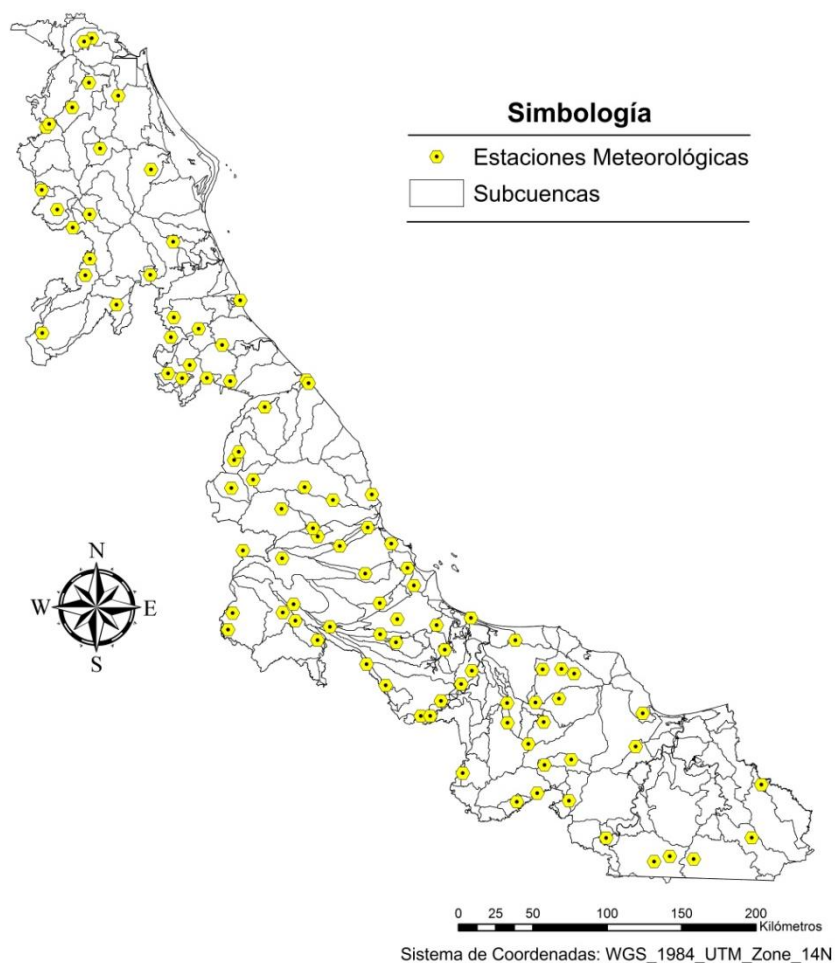 Simbología
Estaciones Meteorológicas
Subcuencas
N
W E
S
0 25 50 100 150 200
Kilómetros
Sistema de Coordenadas: WGS_1984_UTM_Zone_14N